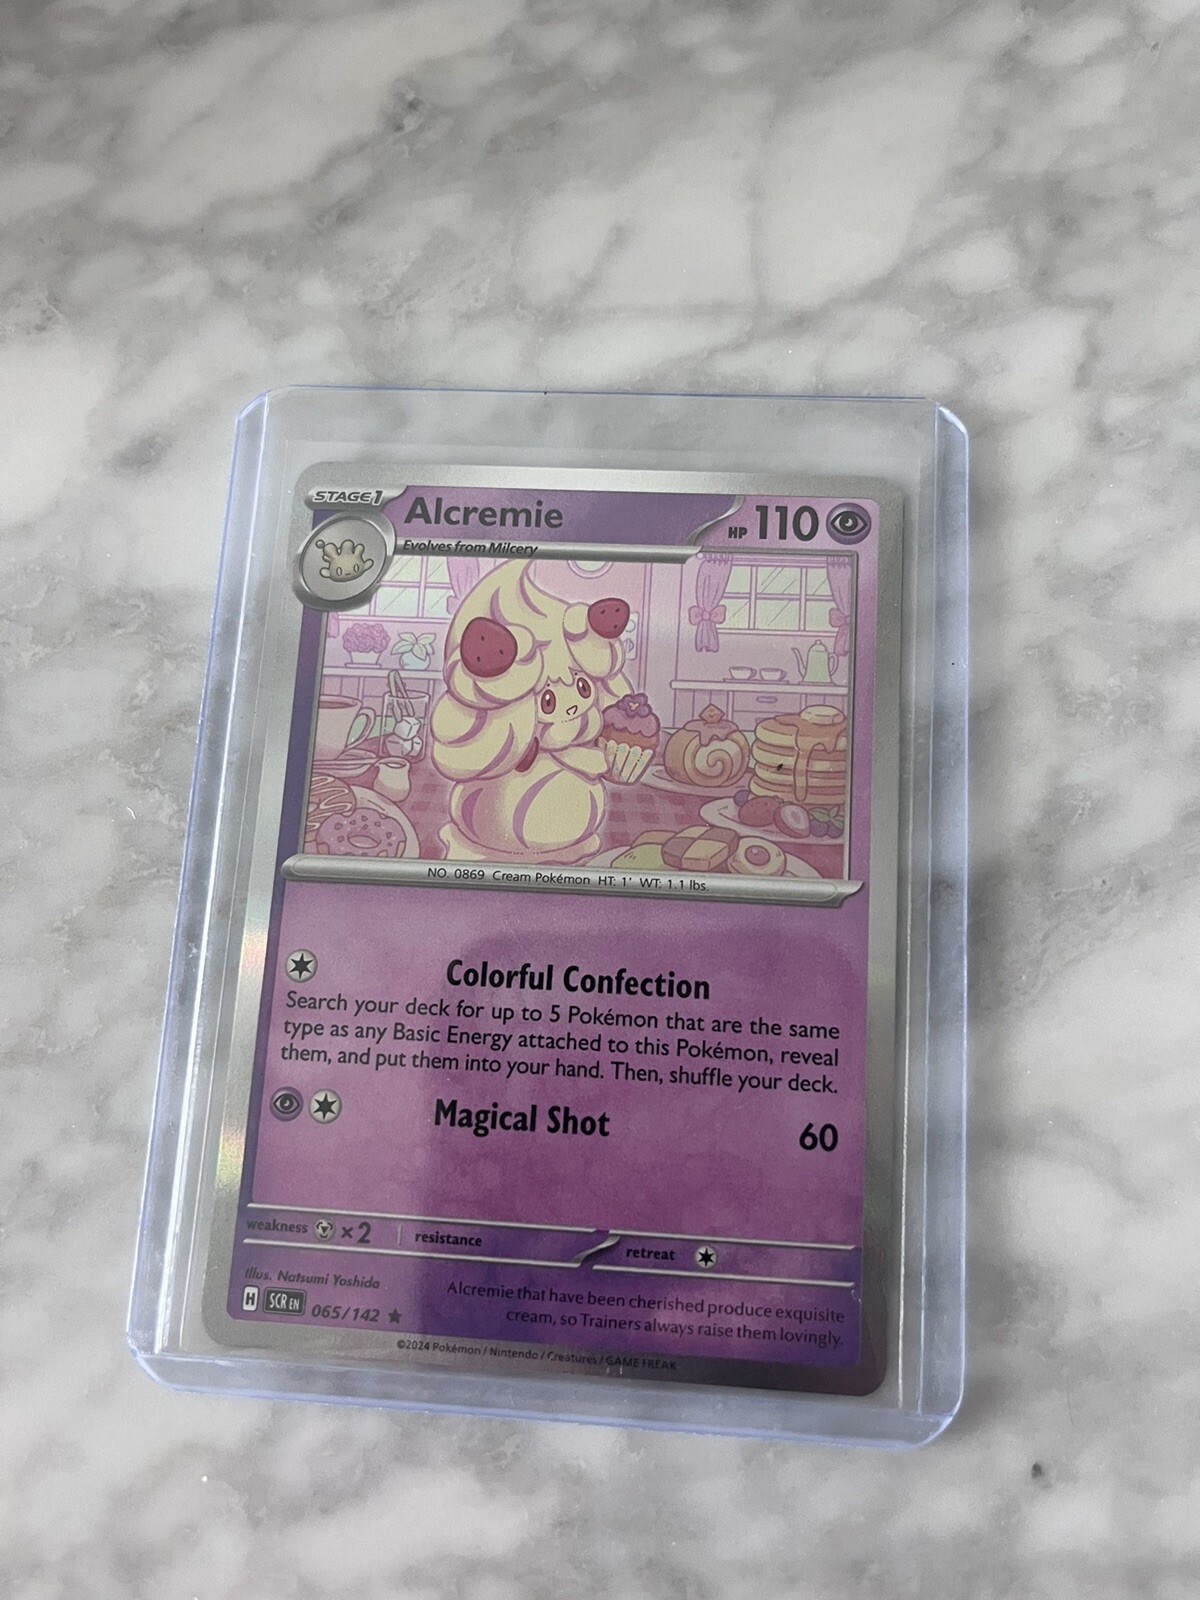 STAGE1 Alcremie HP 110
Evolves from Milcery
NO. 0869 Cream Pokémon HT: 1' WT: 1.1 lbs.
Colorful Confection
Search your deck for up to 5 Pokémon that are the same
type as any Basic Energy attached to this Pokémon, reveal
them, and put them into your hand. Then, shuffle your deck.
Magical Shot 60
weakness ×2 resistance retreat
Illus. Natsumi Yoshida
H SCR EN 065/142
Alcremie that have been cherished produce exquisite
cream, so Trainers always raise them lovingly.
©2024 Pokémon / Nintendo / Creatures / GAME FREAK